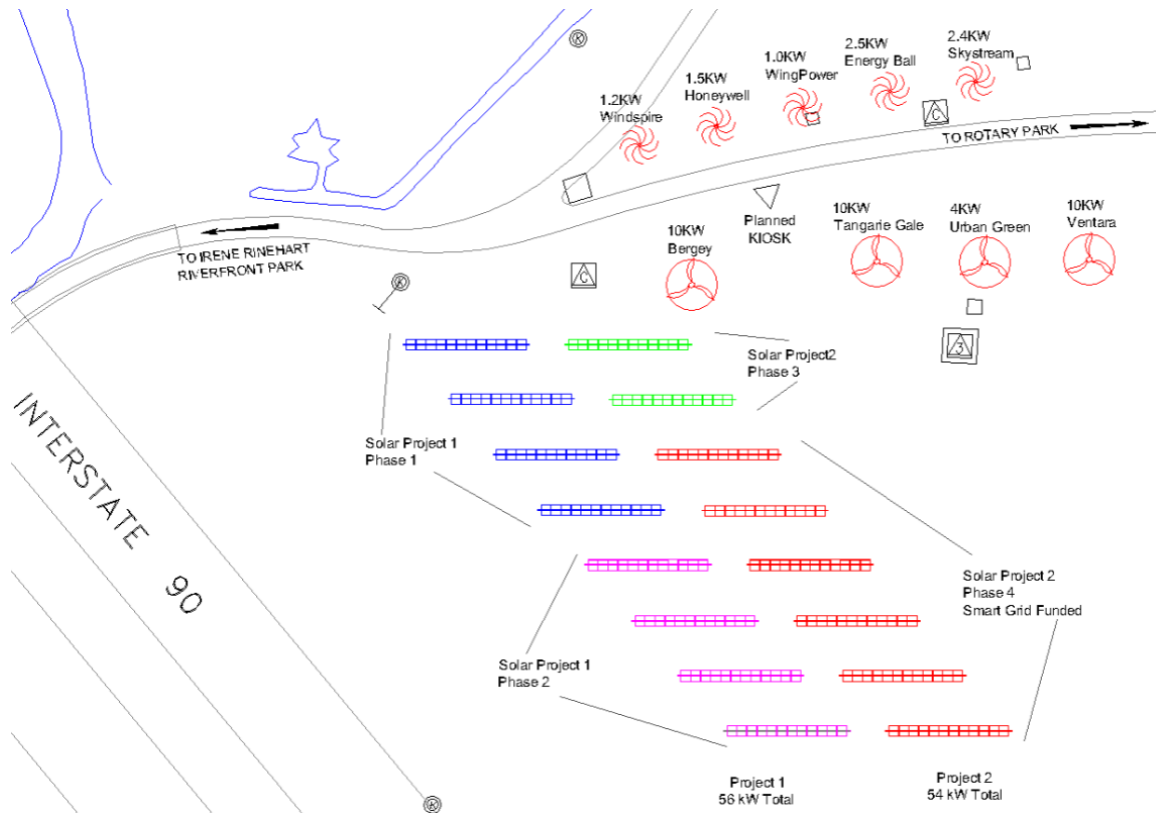 2.4KW
Skystream
2.5KW
Energy Ball
1.0KW
WingPower
1.5KW
Honeywell
1.2KW
Windspire
K
C
TO ROTARY PARK
Planned
KIOSK
10KW
Tangarie Gale
4KW
Urban Green
10KW
Ventara
10KW
Bergey
TO IRENE RINEHART
RIVERFRONT PARK
K
C
3
Solar Project2
Phase 3
Solar Project 1
Phase 1
INTERSTATE 90
Solar Project 2
Phase 4
Smart Grid Funded
Solar Project 1
Phase 2
Project 1
56 kW Total
Project 2
54 kW Total
K